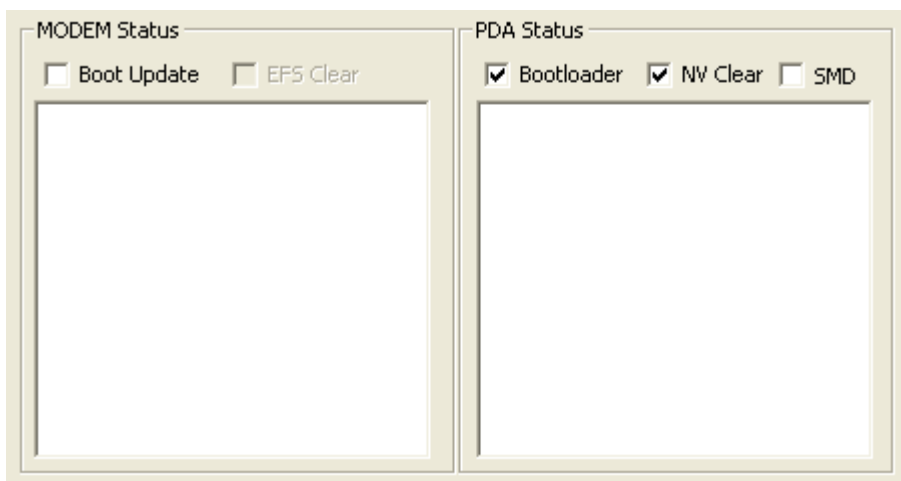 MODEM Status
Boot Update EFS Clear
PDA Status
Bootloader NV Clear SMD